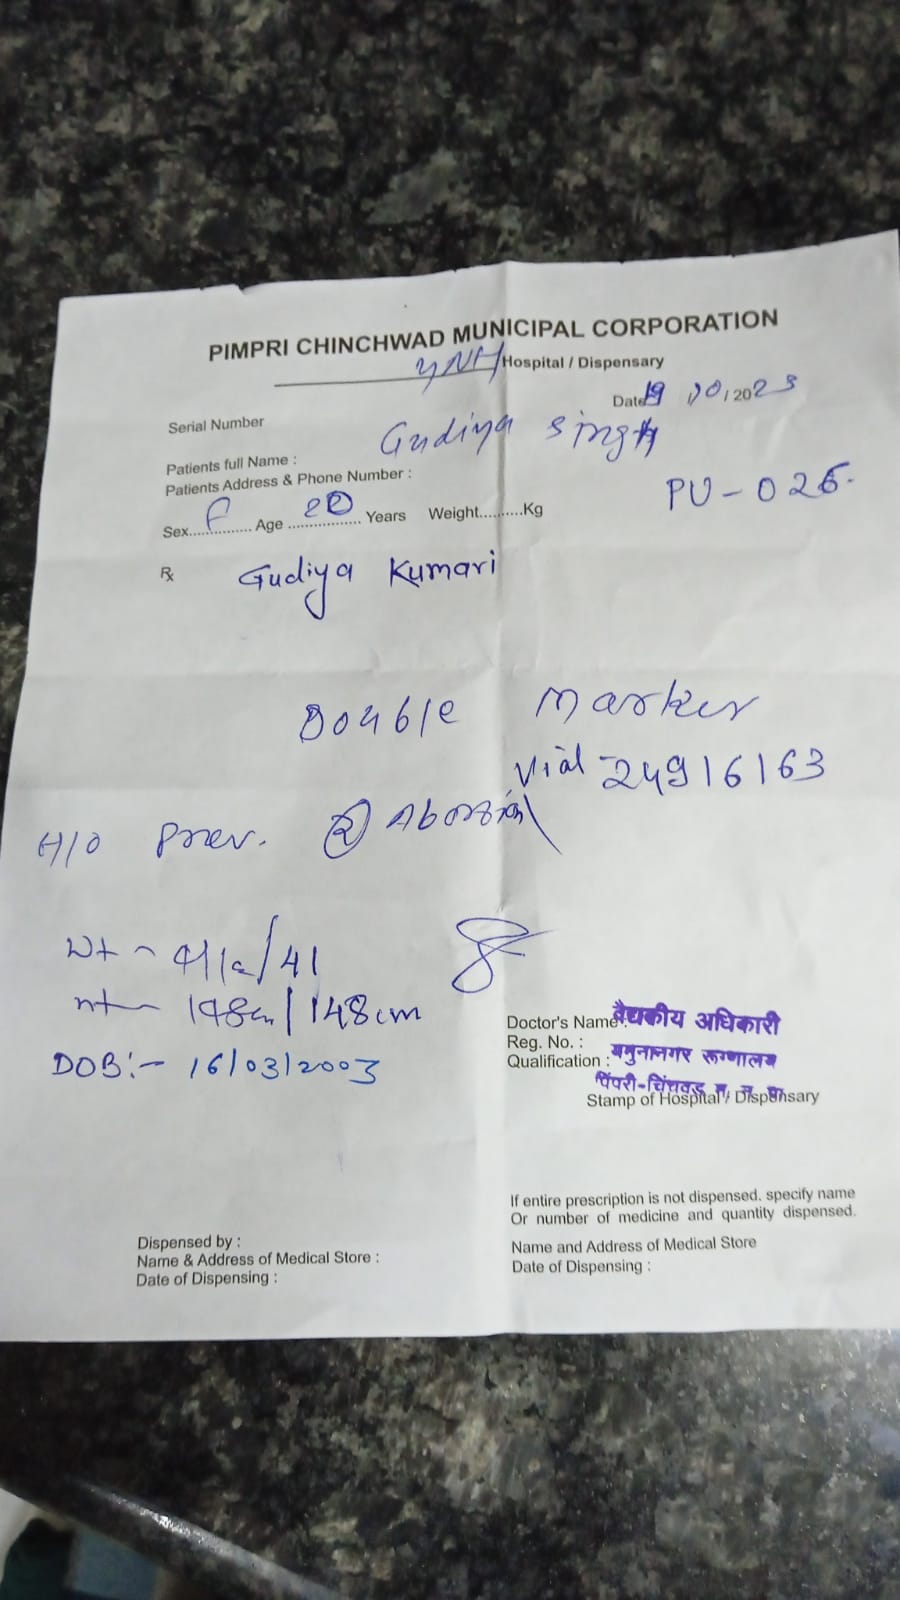 PIMPRI CHINCHWAD MUNICIPAL CORPORATION
YNH Hospital / Dispensary
Date 19/10/2023
Serial Number
Patients full Name : Gudiya Singh
Patients Address & Phone Number :
PU-026.
Sex F Age 20 Years Weight..........Kg
Rx Gudiya Kumari
Double Marker
Vial 24916163
H/O Prev. ② Abortion
Wt - 41
Ht - 148cm/148cm
DOB:- 16/03/2003
Doctor's Name : वैद्यकीय अधिकारी
Reg. No. :
Qualification : यमुनानगर रुग्णालय
पिंपरी-चिंचवड म न पा
Stamp of Hospital / Dispensary
If entire prescription is not dispensed. specify name
Or number of medicine and quantity dispensed.
Dispensed by :
Name & Address of Medical Store :
Date of Dispensing :
Name and Address of Medical Store
Date of Dispensing :